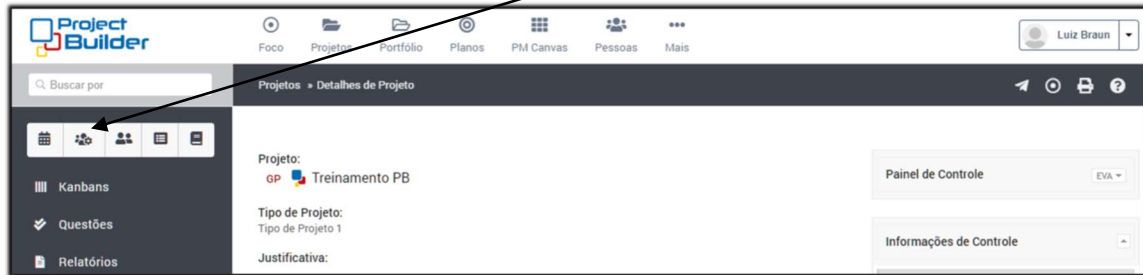 Project
Builder
Foco Projetos Portfólio Planos PM Canvas Pessoas Mais
Luiz Braun
Buscar por
Projetos » Detalhes de Projeto
Kanbans
Questões
Relatórios
Projeto:
GP Treinamento PB
Tipo de Projeto:
Tipo de Projeto 1
Justificativa:
Painel de Controle EVA
Informações de Controle